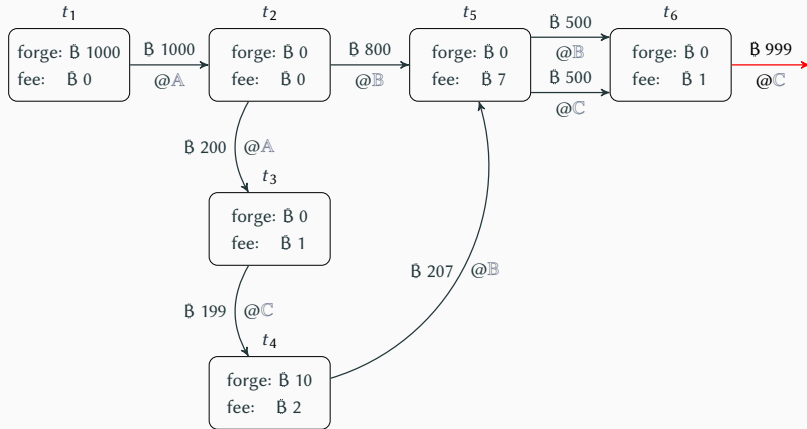 t₁
forge: ₿ 1000
fee: ₿ 0
₿ 1000
@𝔸
t₂
forge: ₿ 0
fee: ₿ 0
₿ 800
@𝔹
t₅
forge: ₿ 0
fee: ₿ 7
₿ 500
@𝔹
₿ 500
@ℂ
t₆
forge: ₿ 0
fee: ₿ 1
₿ 999
@ℂ
₿ 200 @𝔸
t₃
forge: ₿ 0
fee: ₿ 1
₿ 199 @ℂ
₿ 207 @𝔹
t₄
forge: ₿ 10
fee: ₿ 2